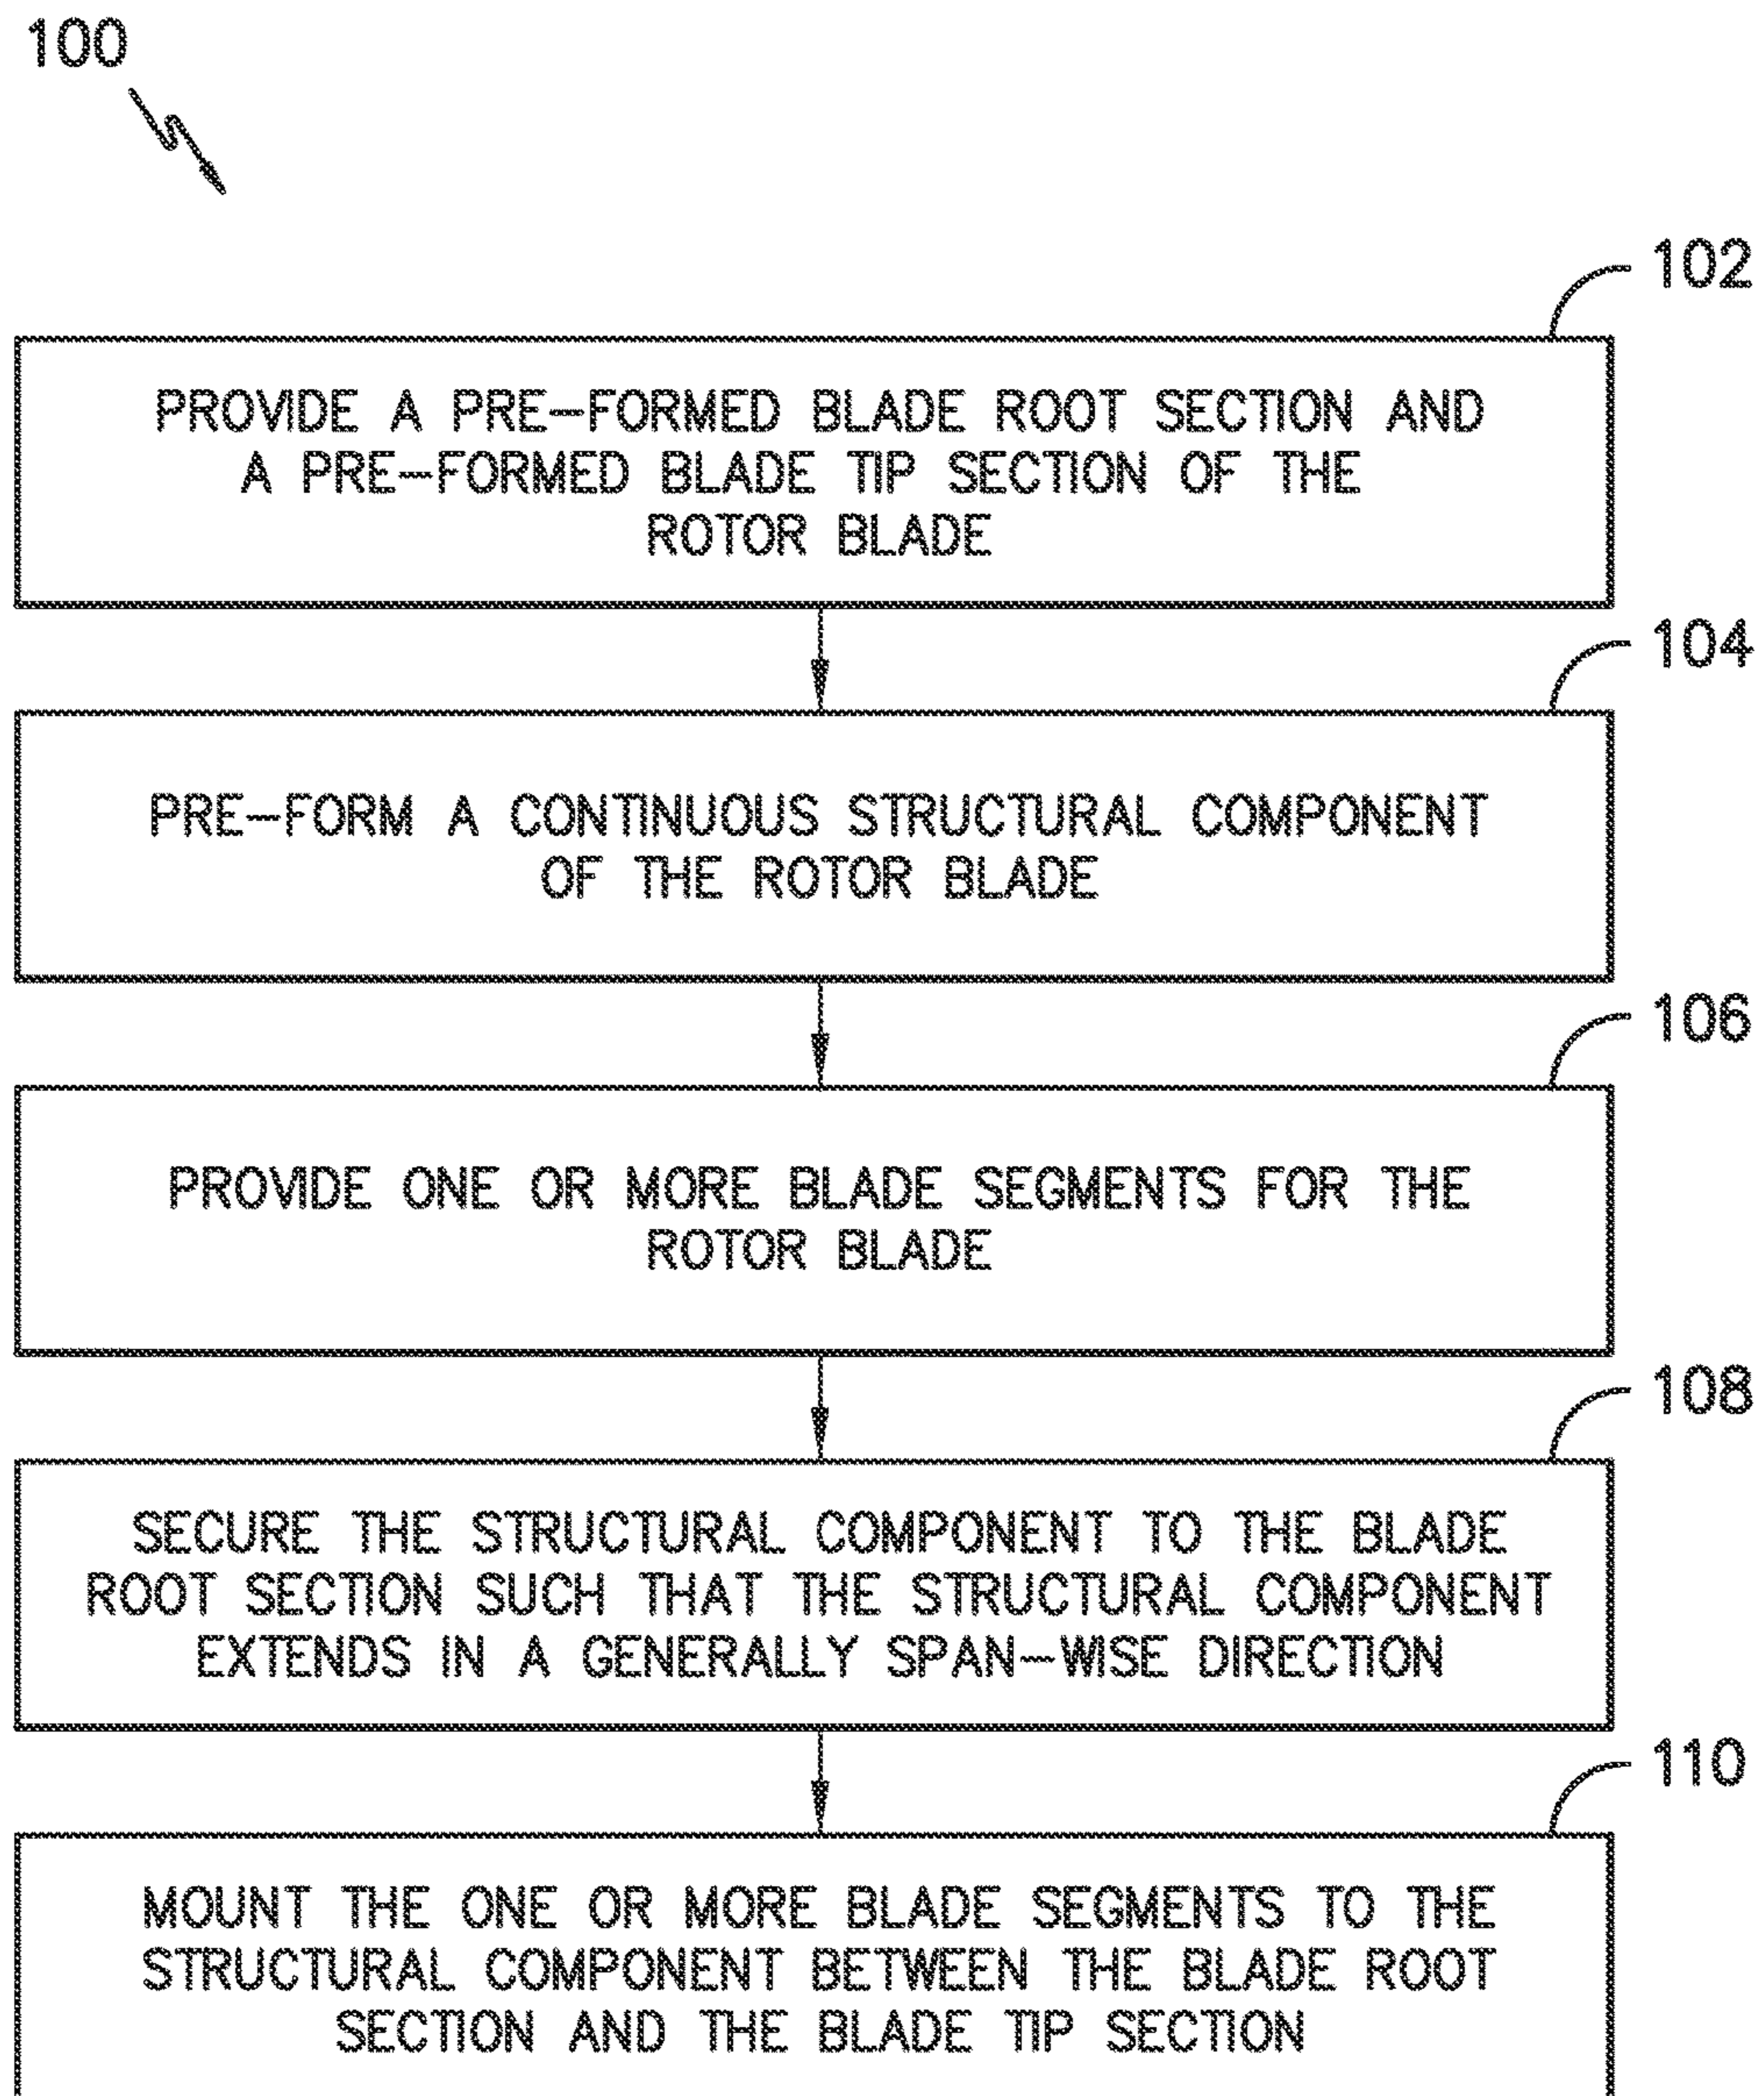 100
102
PROVIDE A PRE-FORMED BLADE ROOT SECTION AND
A PRE-FORMED BLADE TIP SECTION OF THE
ROTOR BLADE
104
PRE-FORM A CONTINUOUS STRUCTURAL COMPONENT
OF THE ROTOR BLADE
106
PROVIDE ONE OR MORE BLADE SEGMENTS FOR THE
ROTOR BLADE
108
SECURE THE STRUCTURAL COMPONENT TO THE BLADE
ROOT SECTION SUCH THAT THE STRUCTURAL COMPONENT
EXTENDS IN A GENERALLY SPAN-WISE DIRECTION
110
MOUNT THE ONE OR MORE BLADE SEGMENTS TO THE
STRUCTURAL COMPONENT BETWEEN THE BLADE ROOT
SECTION AND THE BLADE TIP SECTION